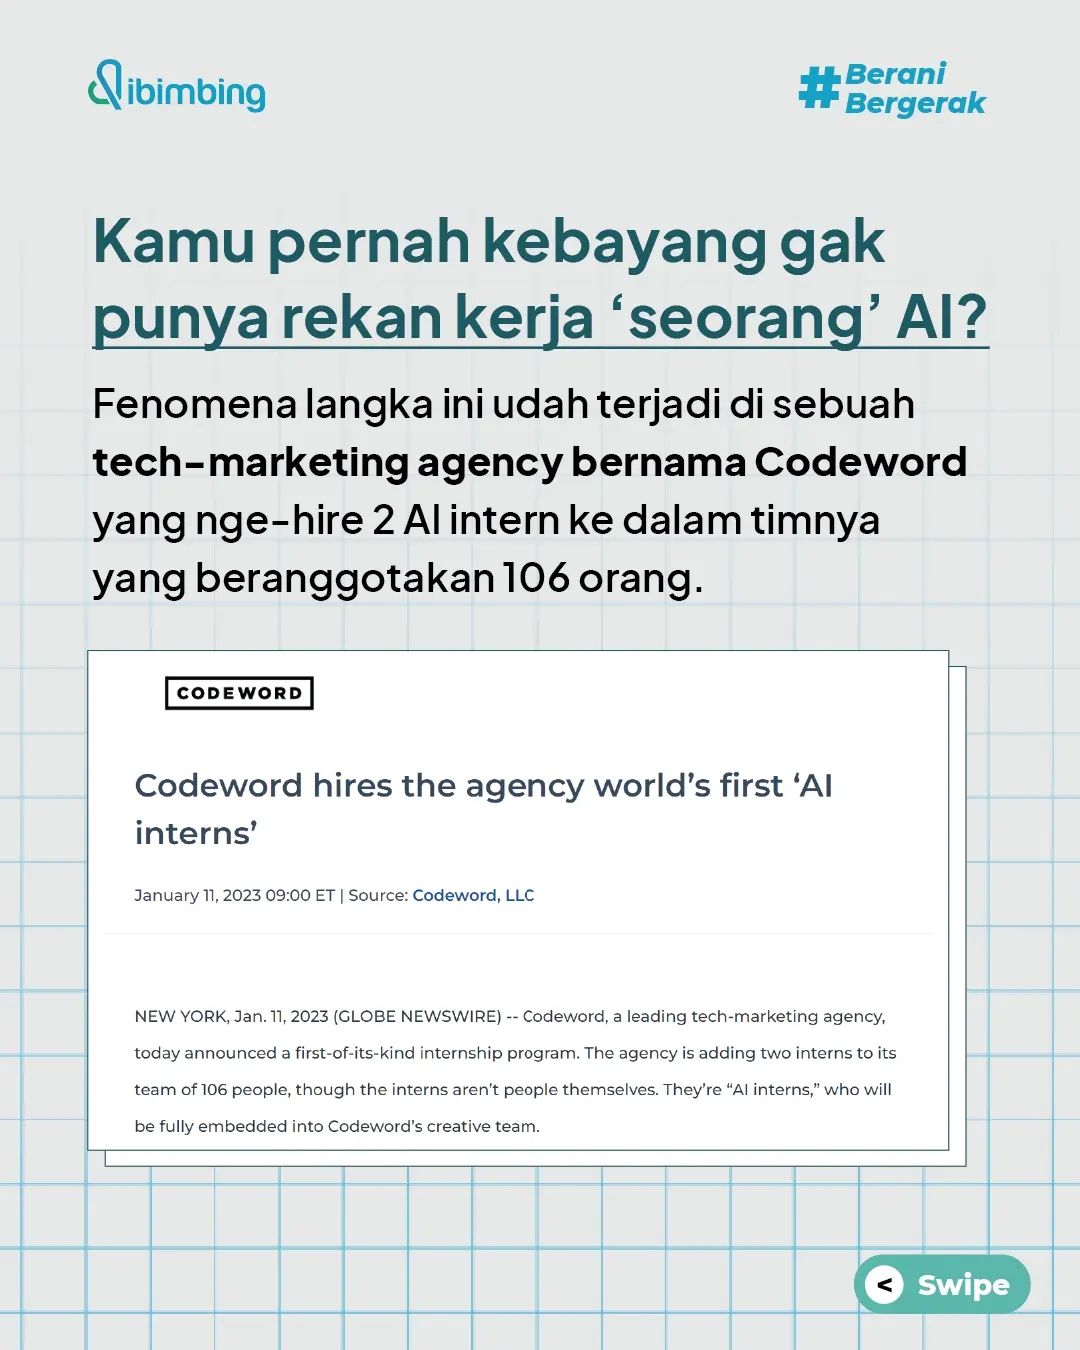 ibimbing
#Berani
Bergerak
Kamu pernah kebayang gak
punya rekan kerja ‘seorang’ AI?
Fenomena langka ini udah terjadi di sebuah
tech-marketing agency bernama Codeword
yang nge-hire 2 AI intern ke dalam timnya
yang beranggotakan 106 orang.
CODEWORD
Codeword hires the agency world’s first ‘AI
interns’
January 11, 2023 09:00 ET | Source: Codeword, LLC
NEW YORK, Jan. 11, 2023 (GLOBE NEWSWIRE) -- Codeword, a leading tech-marketing agency,
today announced a first-of-its-kind internship program. The agency is adding two interns to its
team of 106 people, though the interns aren’t people themselves. They’re “AI interns,” who will
be fully embedded into Codeword’s creative team.
< Swipe